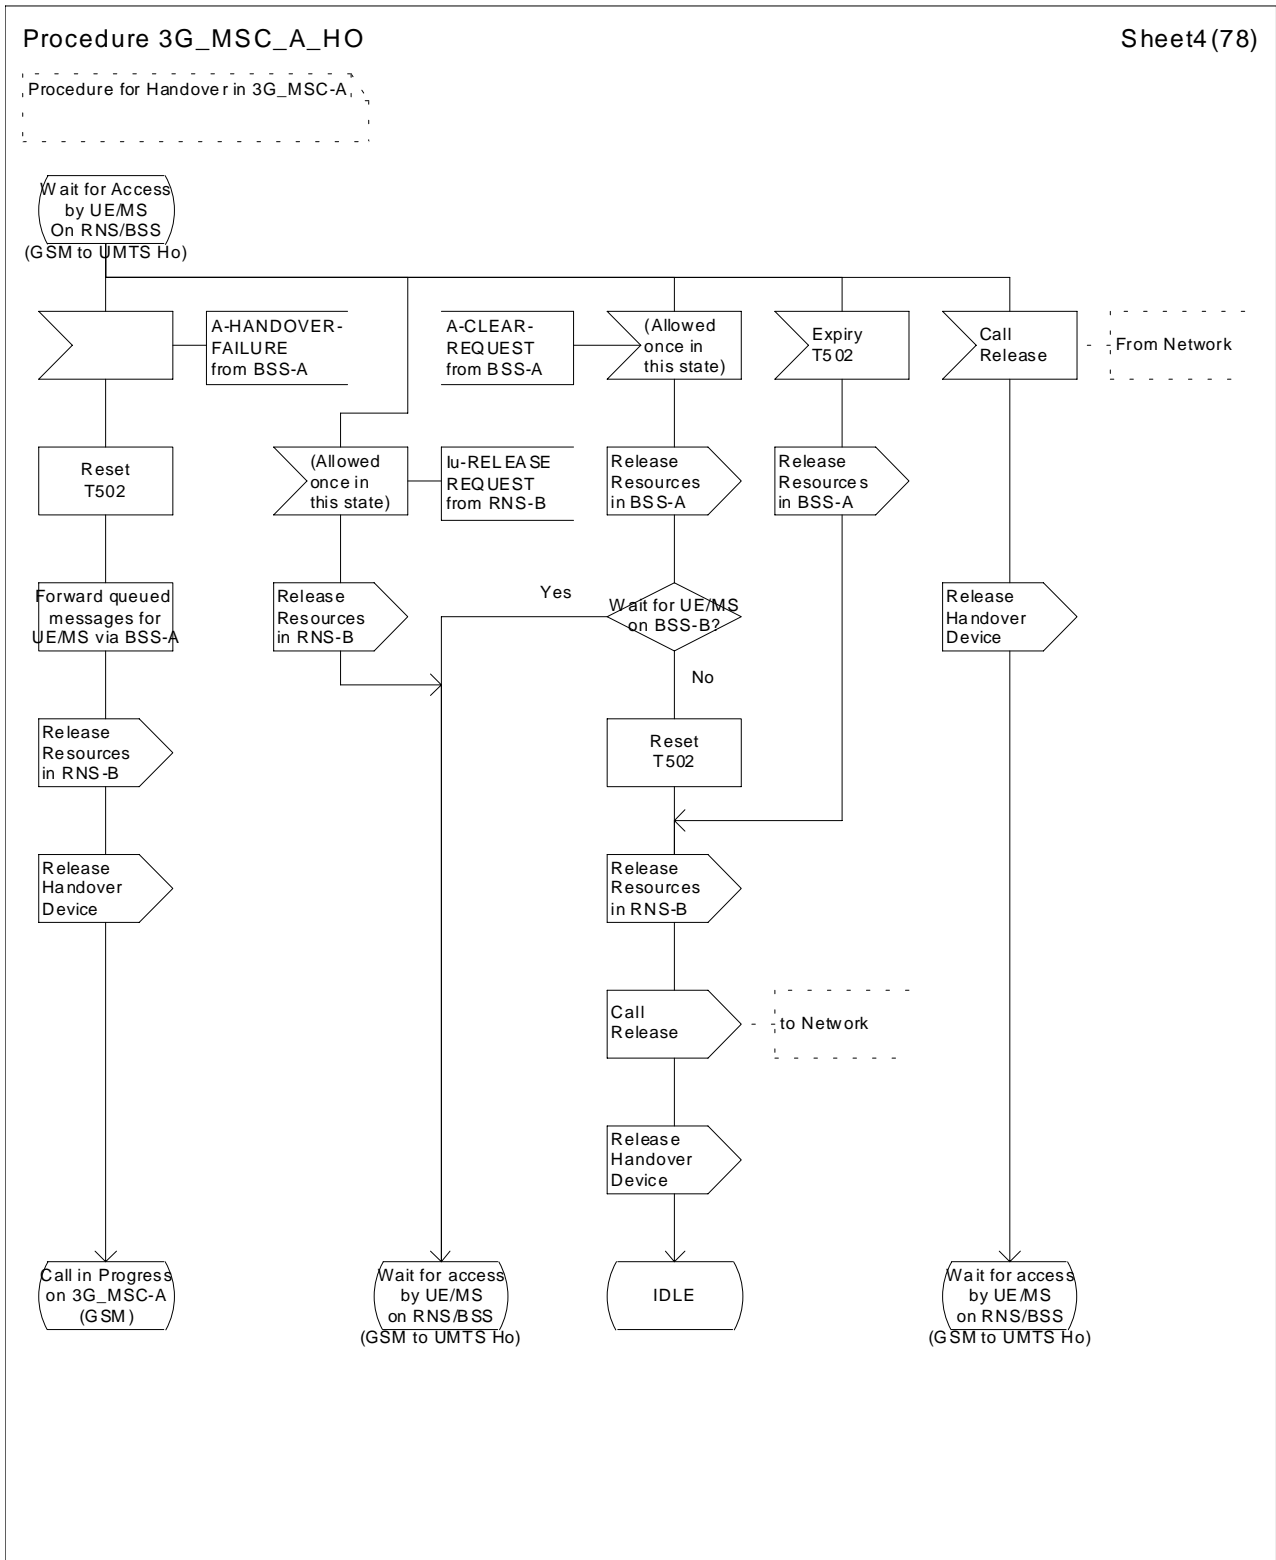 Procedure 3G_MSC_A_HO
Sheet4(78)
Procedure for Handover in 3G_MSC-A
Wait for Access
by UE/MS
On RNS/BSS
(GSM to UMTS Ho)
A-HANDOVER-
FAILURE
from BSS-A
A-CLEAR-
REQUEST
from BSS-A
(Allowed
once in
this state)
Expiry
T502
Call
Release
From Network
Reset
T502
(Allowed
once in
this state)
Iu-RELEASE
REQUEST
from RNS-B
Release
Resources
in BSS-A
Release
Resources
in BSS-A
Forward queued
messages for
UE/MS via BSS-A
Release
Resources
in RNS-B
Yes
Wait for UE/MS
on BSS-B?
Release
Handover
Device
No
Release
Resources
in RNS-B
Reset
T502
Release
Handover
Device
Release
Resources
in RNS-B
Call
Release
to Network
Release
Handover
Device
Call in Progress
on 3G_MSC-A
(GSM)
Wait for access
by UE/MS
on RNS/BSS
(GSM to UMTS Ho)
IDLE
Wait for access
by UE/MS
on RNS/BSS
(GSM to UMTS Ho)